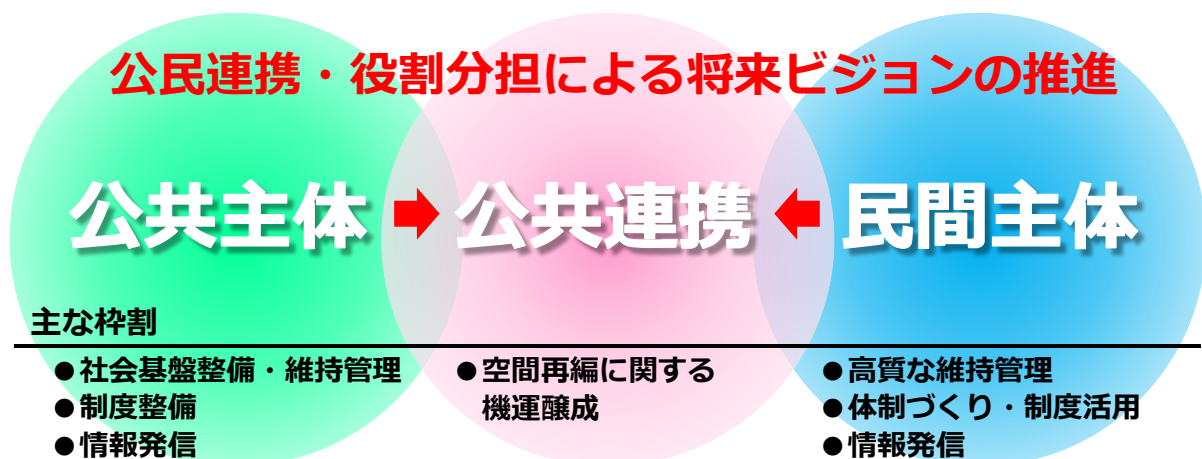 公民連携・役割分担による将来ビジョンの推進
公共主体
公共連携
民間主体
主な枠割
●社会基盤整備・維持管理
●制度整備
●情報発信
●空間再編に関する
機運醸成
●高質な維持管理
●体制づくり・制度活用
●情報発信